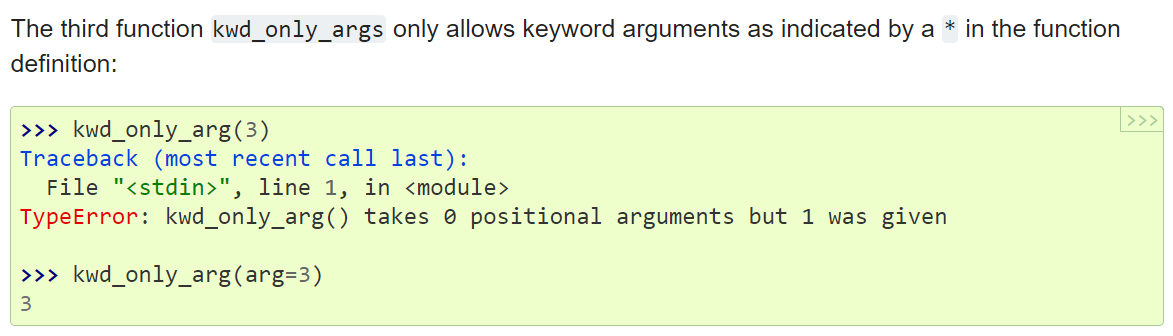 The third function kwd_only_args only allows keyword arguments as indicated by a * in the function
definition:
>>>
>>> kwd_only_arg(3)
Traceback (most recent call last):
  File "<stdin>", line 1, in <module>
TypeError: kwd_only_arg() takes 0 positional arguments but 1 was given
>>> kwd_only_arg(arg=3)
3